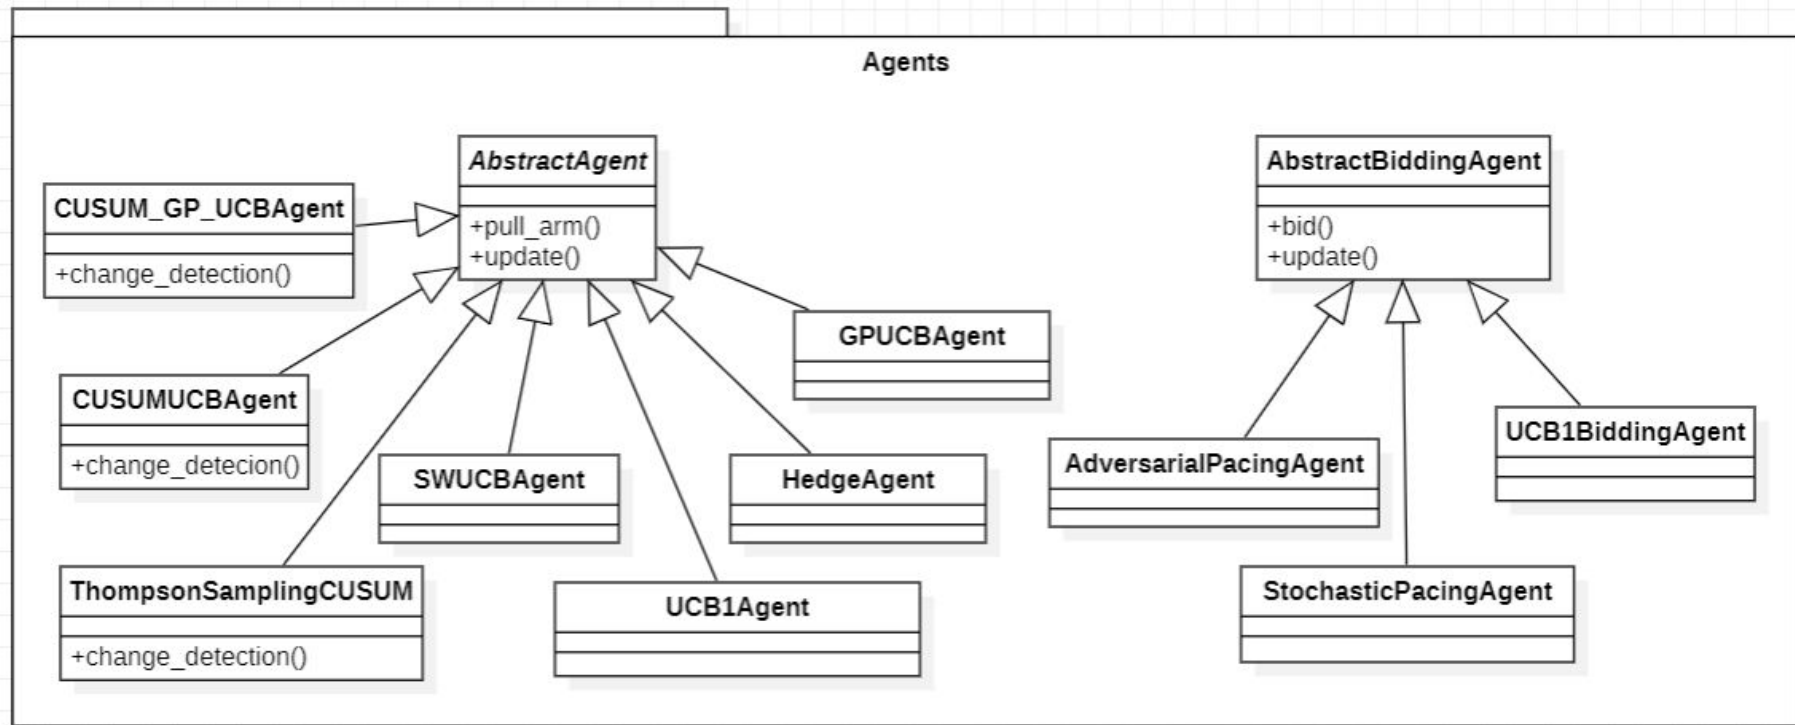 Agents
AbstractAgent
+pull_arm()
+update()
AbstractBiddingAgent
+bid()
+update()
CUSUM_GP_UCBAgent
+change_detection()
GPUCBAgent
CUSUMUCBAgent
+change_detecion()
SWUCBAgent
HedgeAgent
AdversarialPacingAgent
UCB1BiddingAgent
ThompsonSamplingCUSUM
+change_detection()
UCB1Agent
StochasticPacingAgent